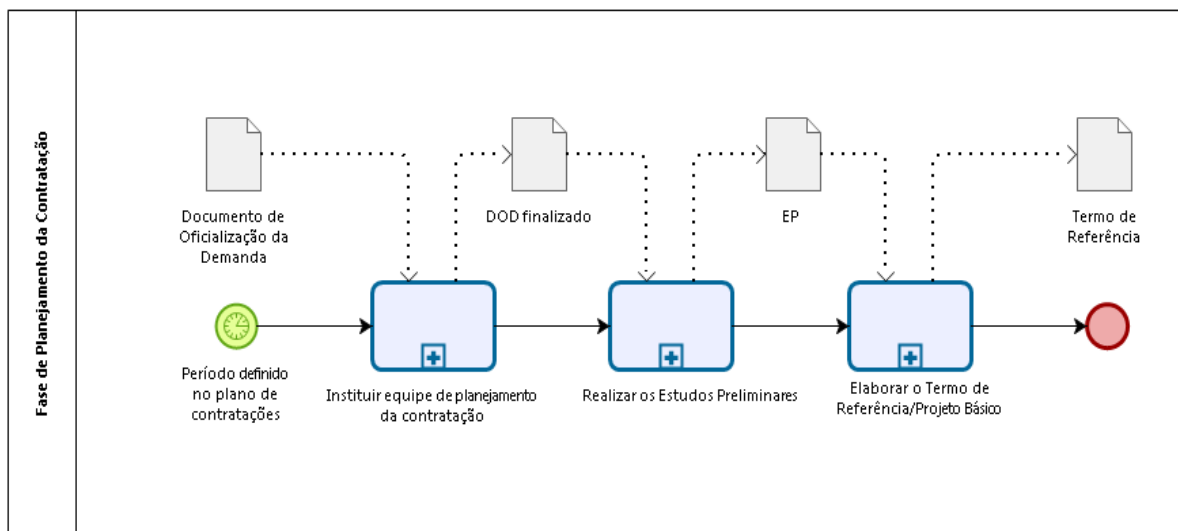 Fase de Planejamento da Contratação
Documento de
Oficialização da
Demanda
DOD finalizado
EP
Termo de
Referência
Período definido
no plano de
contratações
Instituir equipe de planejamento
da contratação
Realizar os Estudos Preliminares
Elaborar o Termo de
Referência/Projeto Básico